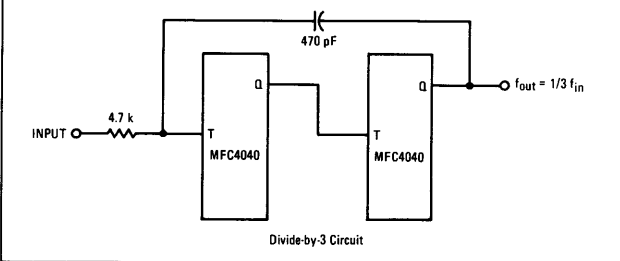 470 pF
Q
Q
f_out = 1/3 f_in
4.7 k
INPUT
T
T
MFC4040
MFC4040
Divide-by-3 Circuit